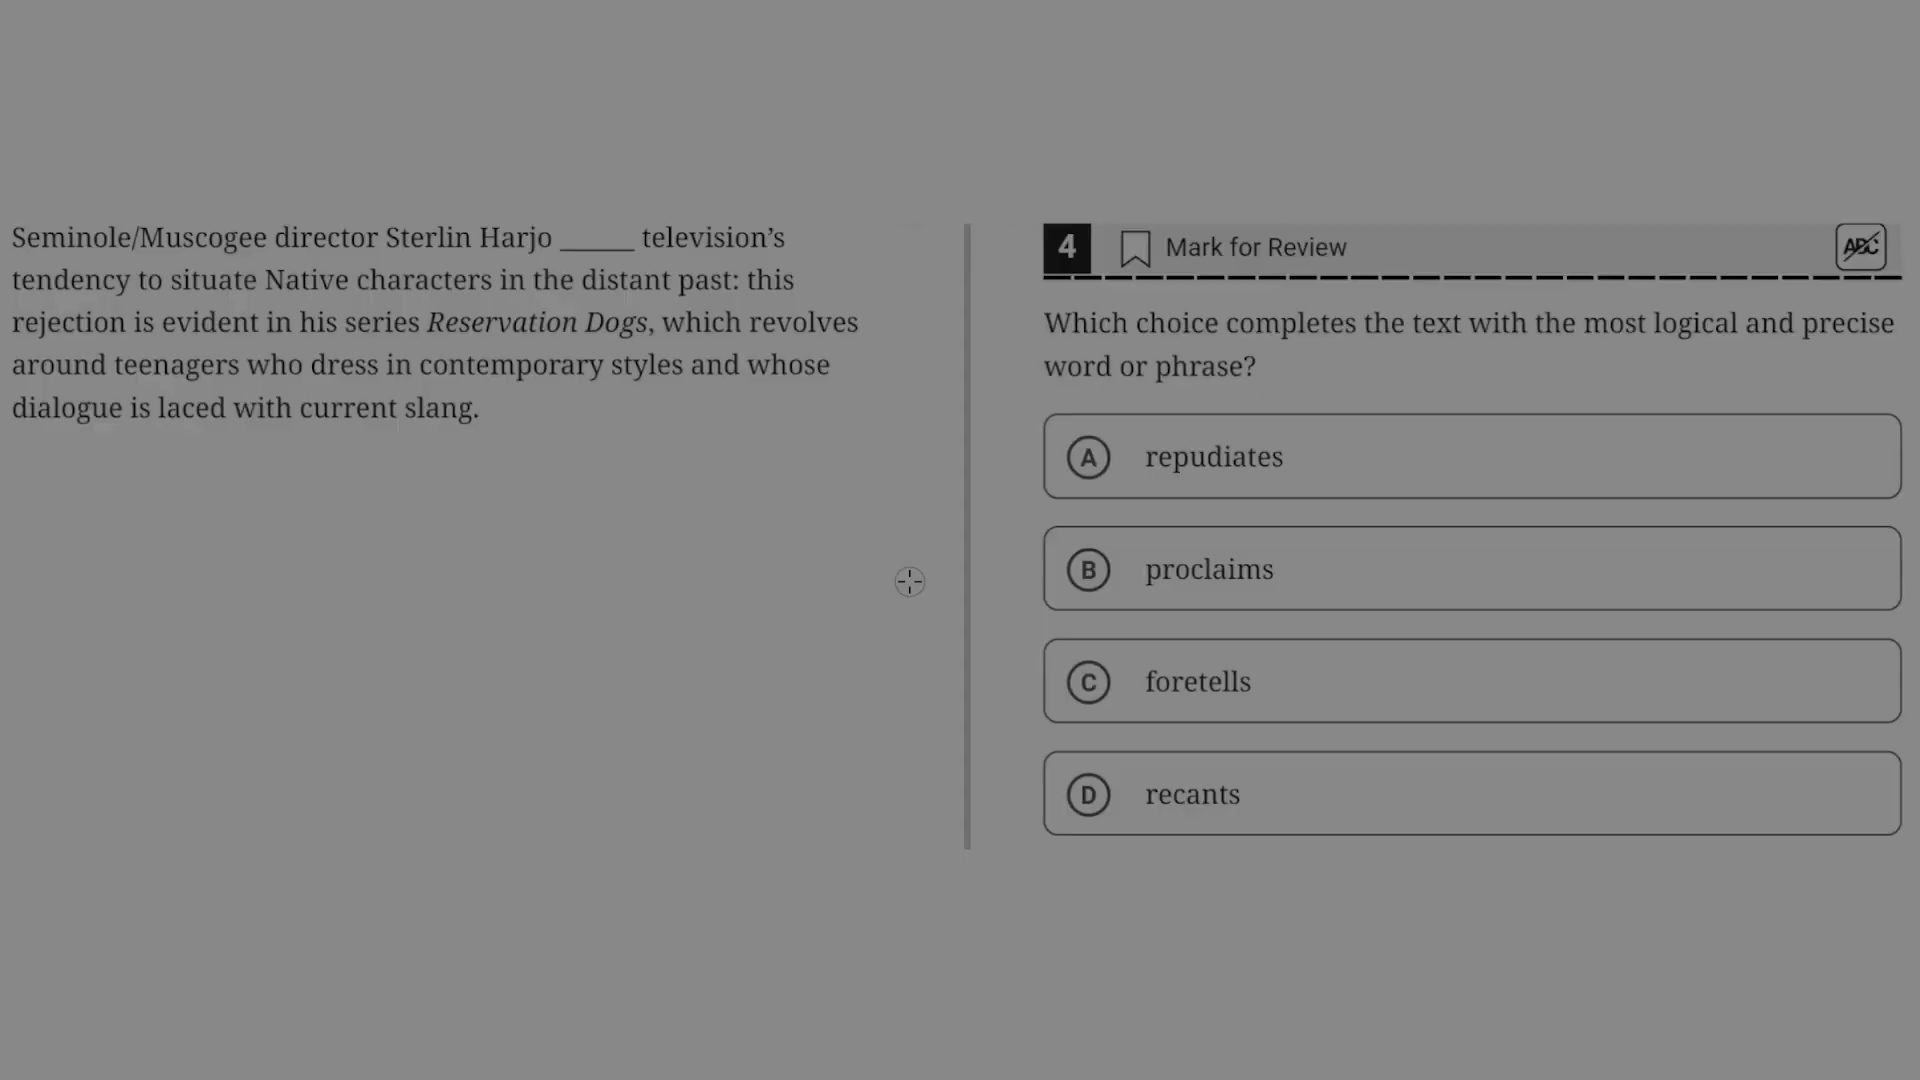 Seminole/Muscogee director Sterlin Harjo ______ television’s
tendency to situate Native characters in the distant past: this
rejection is evident in his series Reservation Dogs, which revolves
around teenagers who dress in contemporary styles and whose
dialogue is laced with current slang.
4 Mark for Review ABC
Which choice completes the text with the most logical and precise
word or phrase?
A repudiates
B proclaims
C foretells
D recants